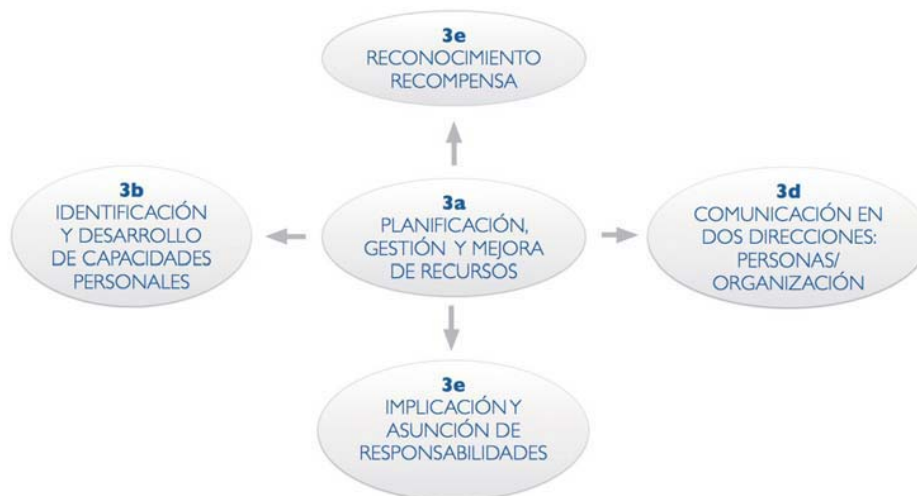 3e
RECONOCIMIENTO
RECOMPENSA
3b
IDENTIFICACIÓN
Y DESARROLLO
DE CAPACIDADES
PERSONALES
3a
PLANIFICACIÓN,
GESTIÓN Y MEJORA
DE RECURSOS
3d
COMUNICACIÓN EN
DOS DIRECCIONES:
PERSONAS/
ORGANIZACIÓN
3e
IMPLICACIÓN Y
ASUNCIÓN DE
RESPONSABILIDADES